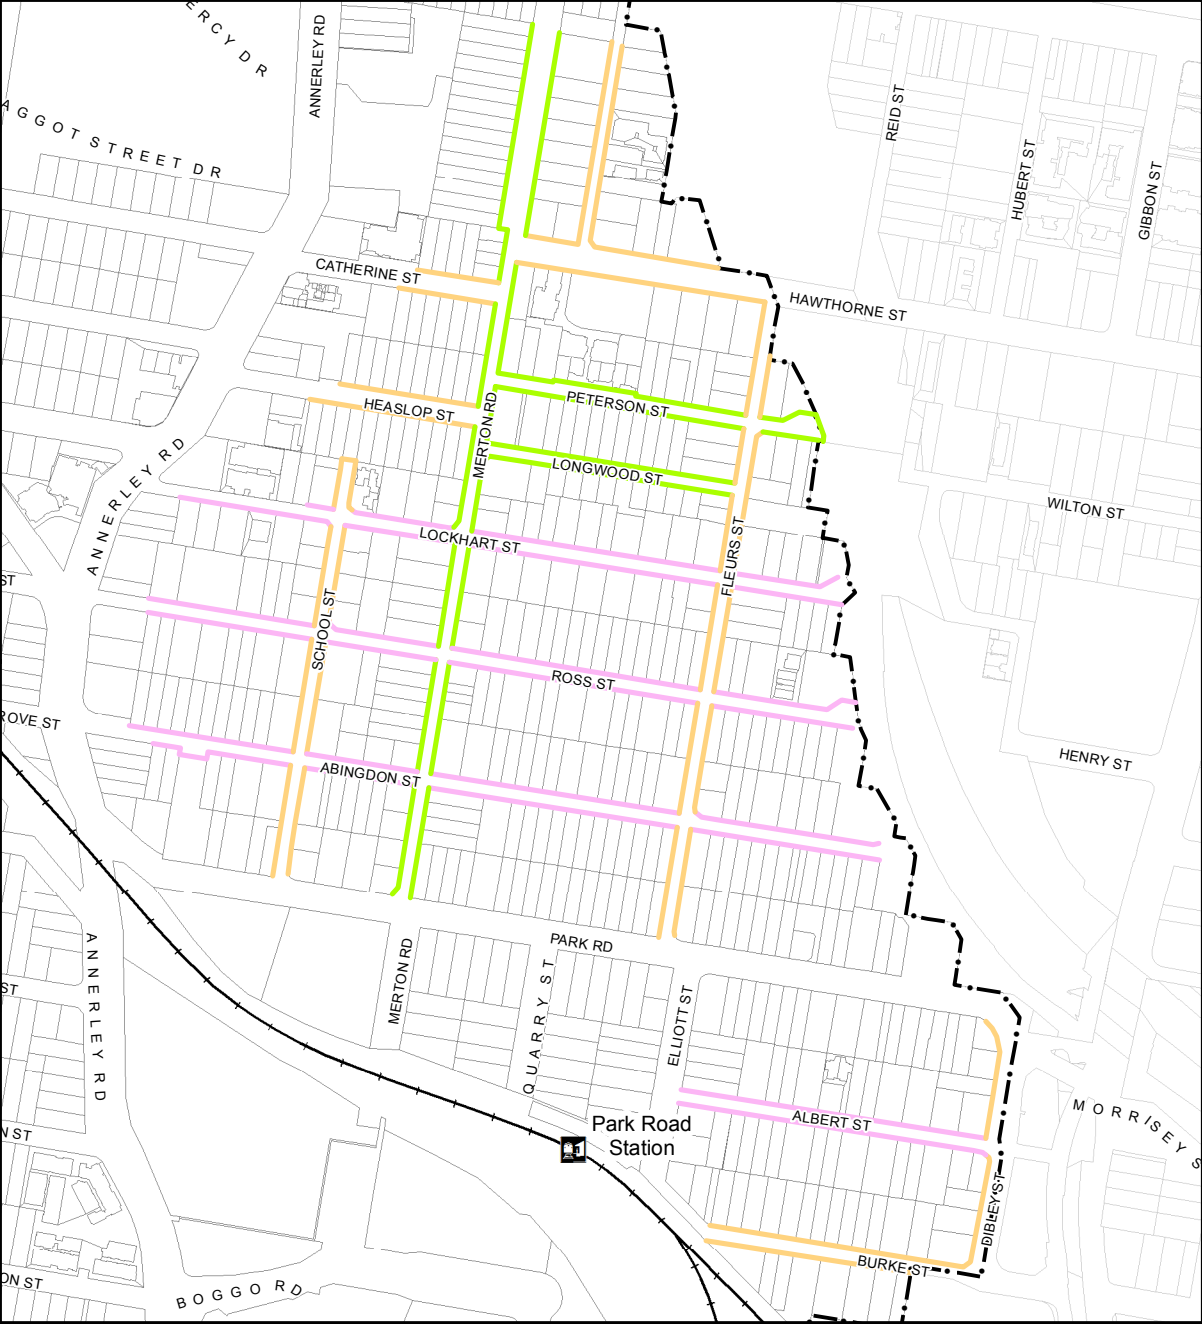 ERCY DR
ANNERLEY RD
AGGOT STREET DR
REID ST
HUBERT ST
GIBBON ST
CATHERINE ST
HAWTHORNE ST
HEASLOP ST
PETERSON ST
MERTON RD
ANNERLEY RD
LONGWOOD ST
WILTON ST
LOCKHART ST
FLEURS ST
ST
SCHOOL ST
ROSS ST
ROVE ST
HENRY ST
ABINGDON ST
PARK RD
ANNERLEY RD
MERTON RD
QUARRY ST
ELLIOTT ST
ST
MORRISEY S
ALBERT ST
Park Road
Station
N ST
DIBLEY ST
BURKE ST
ON ST
BOGGO RD